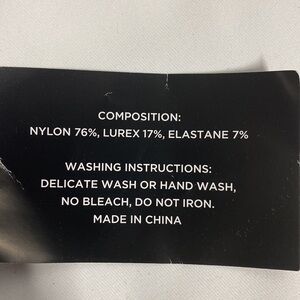 COMPOSITION:
NYLON 76%, LUREX 17%, ELASTANE 7%
WASHING INSTRUCTIONS:
DELICATE WASH OR HAND WASH,
NO BLEACH, DO NOT IRON.
MADE IN CHINA